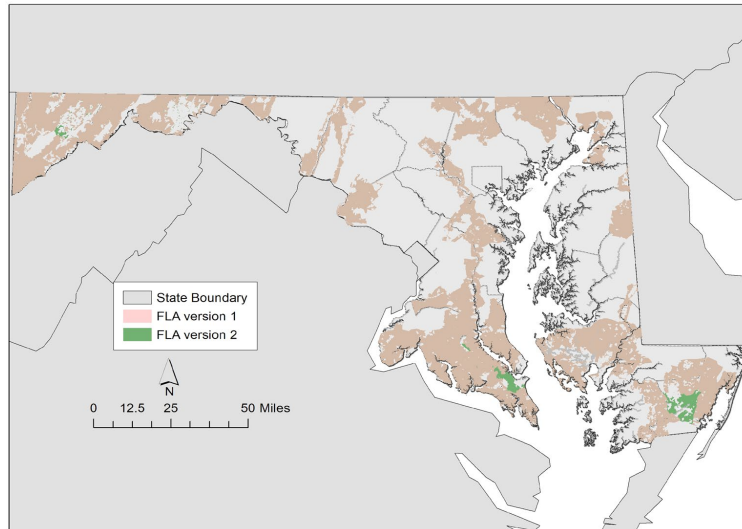 State Boundary
FLA version 1
FLA version 2
N
0 12.5 25 50 Miles